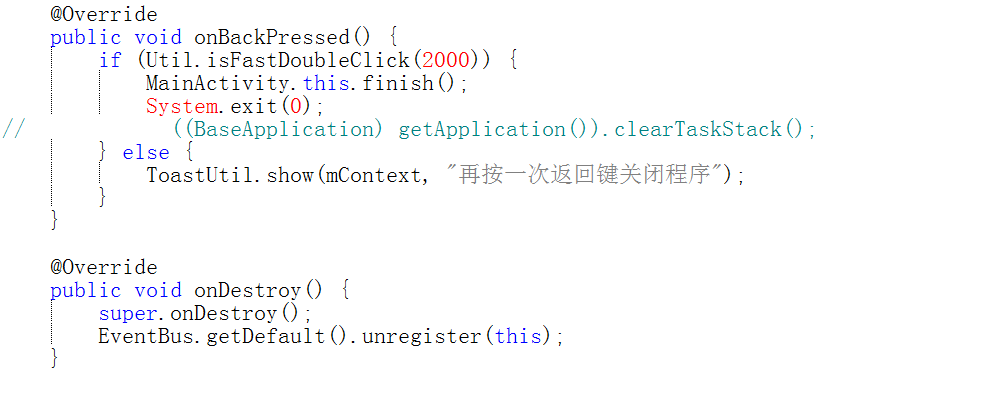 @Override
public void onBackPressed() {
if (Util.isFastDoubleClick(2000)) {
MainActivity.this.finish();
System.exit(0);
// ((BaseApplication) getApplication()).clearTaskStack();
} else {
ToastUtil.show(mContext, "再按一次返回键关闭程序");
}
}
@Override
public void onDestroy() {
super.onDestroy();
EventBus.getDefault().unregister(this);
}